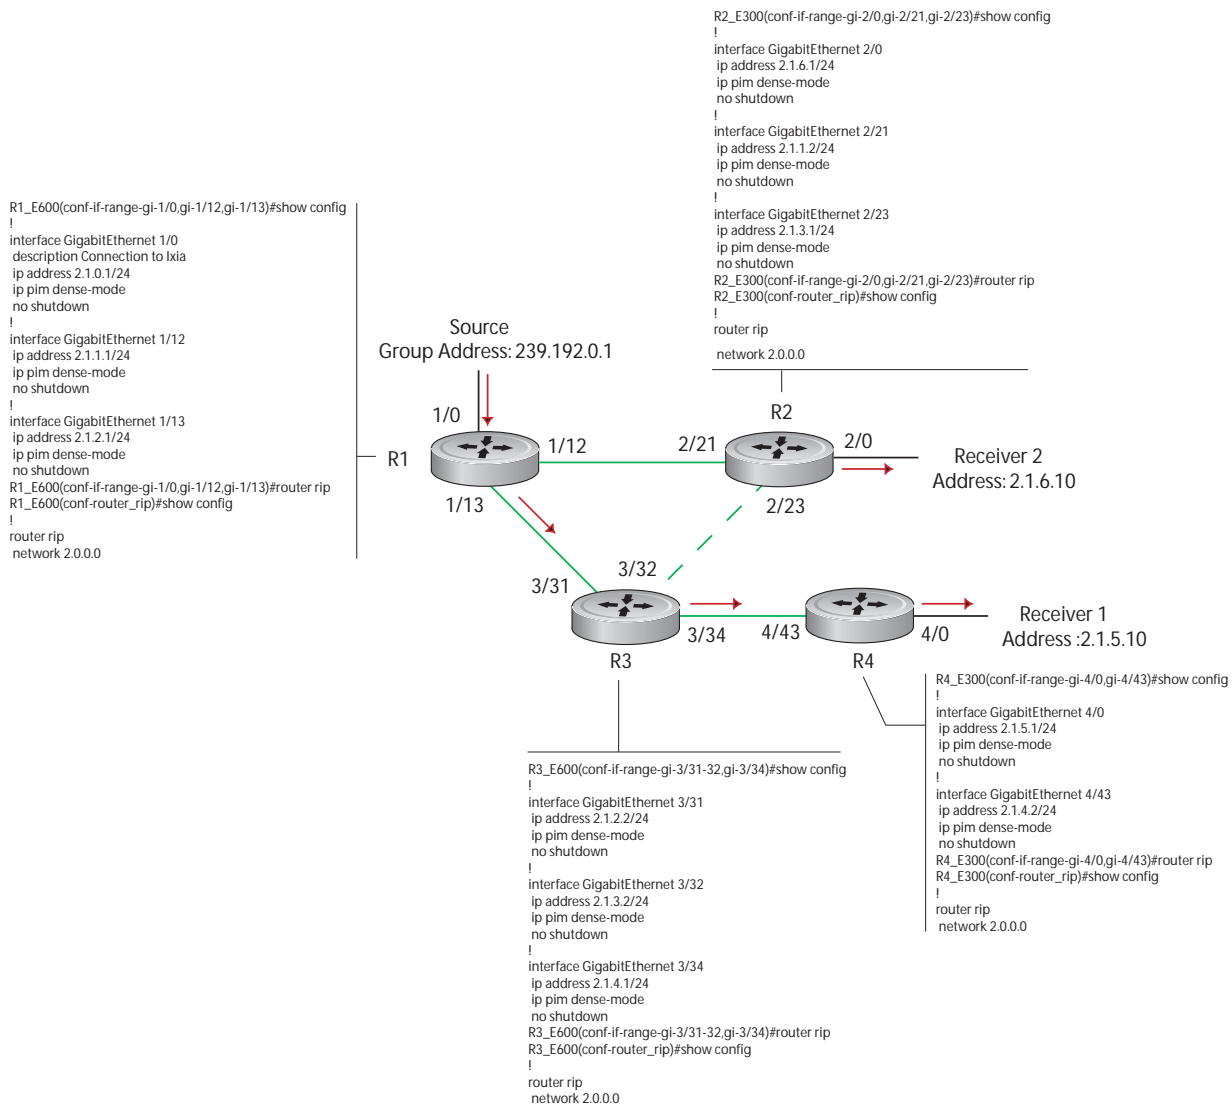 R2_E300(conf-if-range-gi-2/0,gi-2/21,gi-2/23)#show config
!
interface GigabitEthernet 2/0
ip address 2.1.6.1/24
ip pim dense-mode
no shutdown
!
interface GigabitEthernet 2/21
ip address 2.1.1.2/24
ip pim dense-mode
no shutdown
!
interface GigabitEthernet 2/23
ip address 2.1.3.1/24
ip pim dense-mode
no shutdown
R2_E300(conf-if-range-gi-2/0,gi-2/21,gi-2/23)#router rip
R2_E300(conf-router_rip)#show config
!
router rip
network 2.0.0.0
R1_E600(conf-if-range-gi-1/0,gi-1/12,gi-1/13)#show config
!
interface GigabitEthernet 1/0
description Connection to Ixia
ip address 2.1.0.1/24
ip pim dense-mode
no shutdown
!
interface GigabitEthernet 1/12
ip address 2.1.1.1/24
ip pim dense-mode
no shutdown
!
interface GigabitEthernet 1/13
ip address 2.1.2.1/24
ip pim dense-mode
no shutdown
R1_E600(conf-if-range-gi-1/0,gi-1/12,gi-1/13)#router rip
R1_E600(conf-router_rip)#show config
!
router rip
network 2.0.0.0
Source
Group Address: 239.192.0.1
1/0
R1
1/12
1/13
2/21
R2
2/0
2/23
Receiver 2
Address: 2.1.6.10
3/31
3/32
3/34
R3
4/43
4/0
R4
Receiver 1
Address :2.1.5.10
R4_E300(conf-if-range-gi-4/0,gi-4/43)#show config
!
interface GigabitEthernet 4/0
ip address 2.1.5.1/24
ip pim dense-mode
no shutdown
!
interface GigabitEthernet 4/43
ip address 2.1.4.2/24
ip pim dense-mode
no shutdown
R4_E300(conf-if-range-gi-4/0,gi-4/43)#router rip
R4_E300(conf-router_rip)#show config
!
router rip
network 2.0.0.0
R3_E600(conf-if-range-gi-3/31-32,gi-3/34)#show config
!
interface GigabitEthernet 3/31
ip address 2.1.2.2/24
ip pim dense-mode
no shutdown
!
interface GigabitEthernet 3/32
ip address 2.1.3.2/24
ip pim dense-mode
no shutdown
!
interface GigabitEthernet 3/34
ip address 2.1.4.1/24
ip pim dense-mode
no shutdown
R3_E600(conf-if-range-gi-3/31-32,gi-3/34)#router rip
R3_E600(conf-router_rip)#show config
!
router rip
network 2.0.0.0